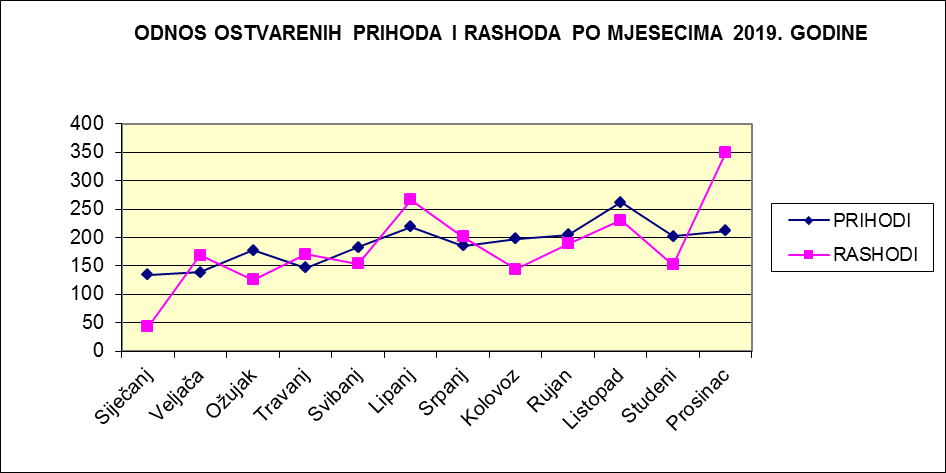 ODNOS OSTVARENIH PRIHODA I RASHODA PO MJESECIMA 2019. GODINE
400
350
300
250
200
150
100
50
0
Siječanj
Veljača
Ožujak
Travanj
Svibanj
Lipanj
Srpanj
Kolovoz
Rujan
Listopad
Studeni
Prosinac
PRIHODI
RASHODI